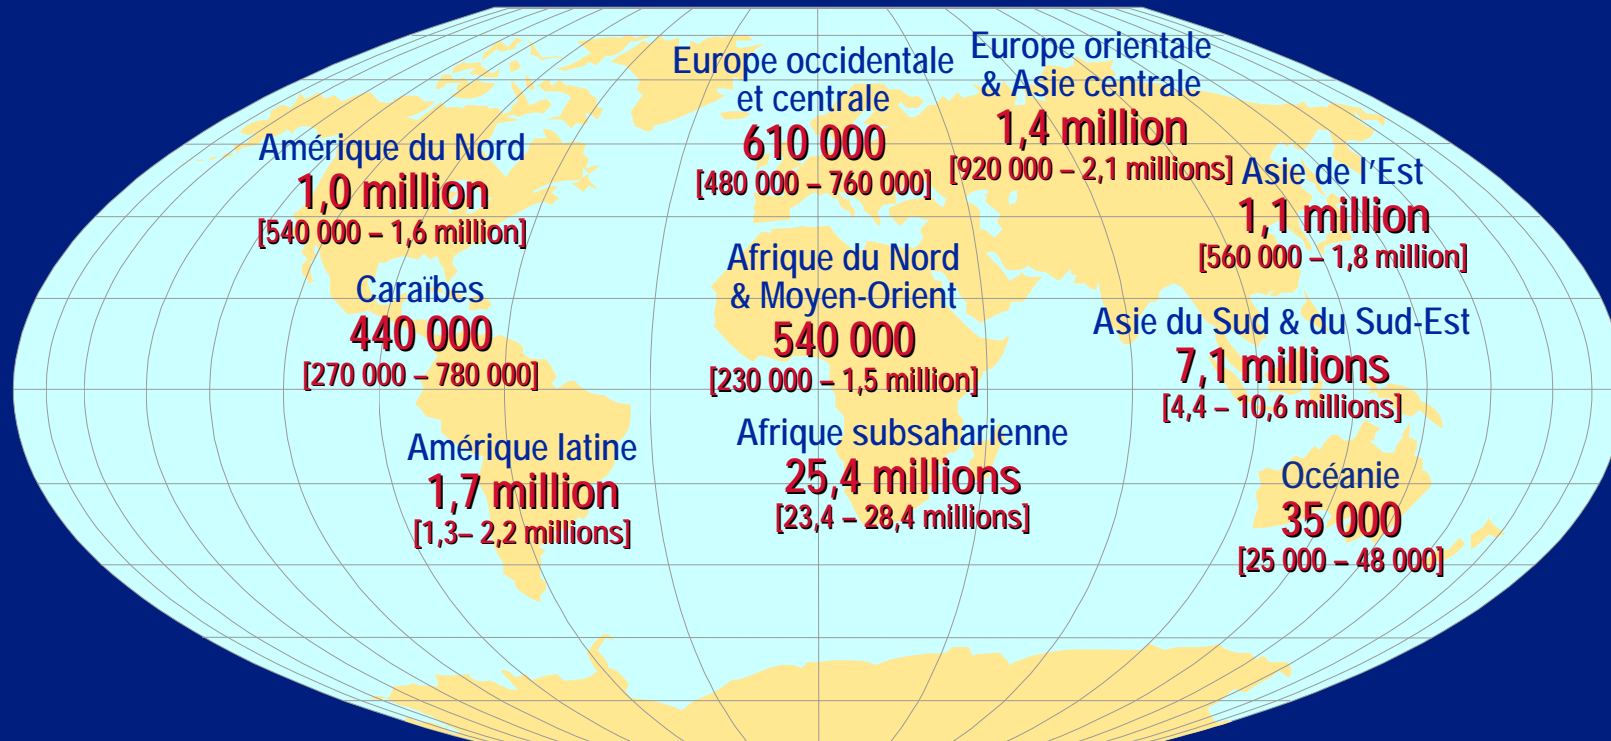 Europe occidentale
et centrale
610 000
[480 000 – 760 000]
Europe orientale
& Asie centrale
1,4 million
[920 000 – 2,1 millions]
Amérique du Nord
1,0 million
[540 000 – 1,6 million]
Asie de l’Est
1,1 million
[560 000 – 1,8 million]
Caraïbes
440 000
[270 000 – 780 000]
Afrique du Nord
& Moyen-Orient
540 000
[230 000 – 1,5 million]
Asie du Sud & du Sud-Est
7,1 millions
[4,4 – 10,6 millions]
Amérique latine
1,7 million
[1,3– 2,2 millions]
Afrique subsaharienne
25,4 millions
[23,4 – 28,4 millions]
Océanie
35 000
[25 000 – 48 000]